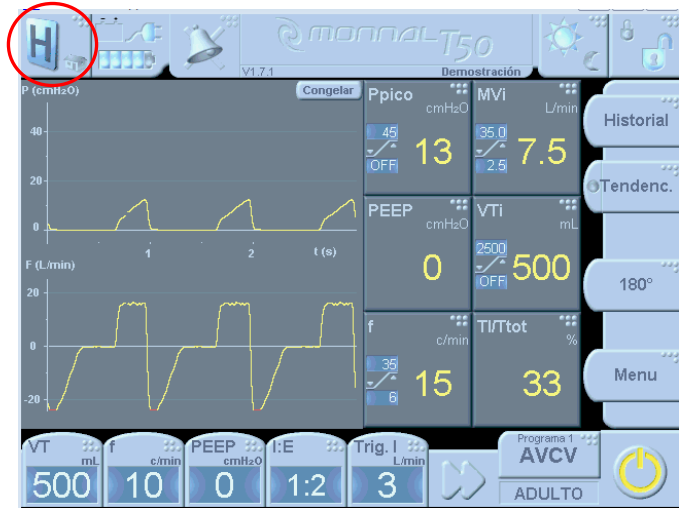 H
monnal-T50
V1.7.1
Demostración
P (cmH2O)
Congelar
40
20
0
1
2
t (s)
F (L/min)
20
0
-20
Ppico
cmH2O
45
OFF
13
MVi
L/min
35.0
2.5
7.5
PEEP
cmH2O
0
VTi
mL
2500
OFF
500
f
c/min
35
6
15
TI/Ttot
%
33
Historial
Tendenc.
180°
Menu
VT
mL
500
f
c/min
10
PEEP
cmH2O
0
I:E
1:2
Trig. I
L/min
3
Programa 1
AVCV
ADULTO